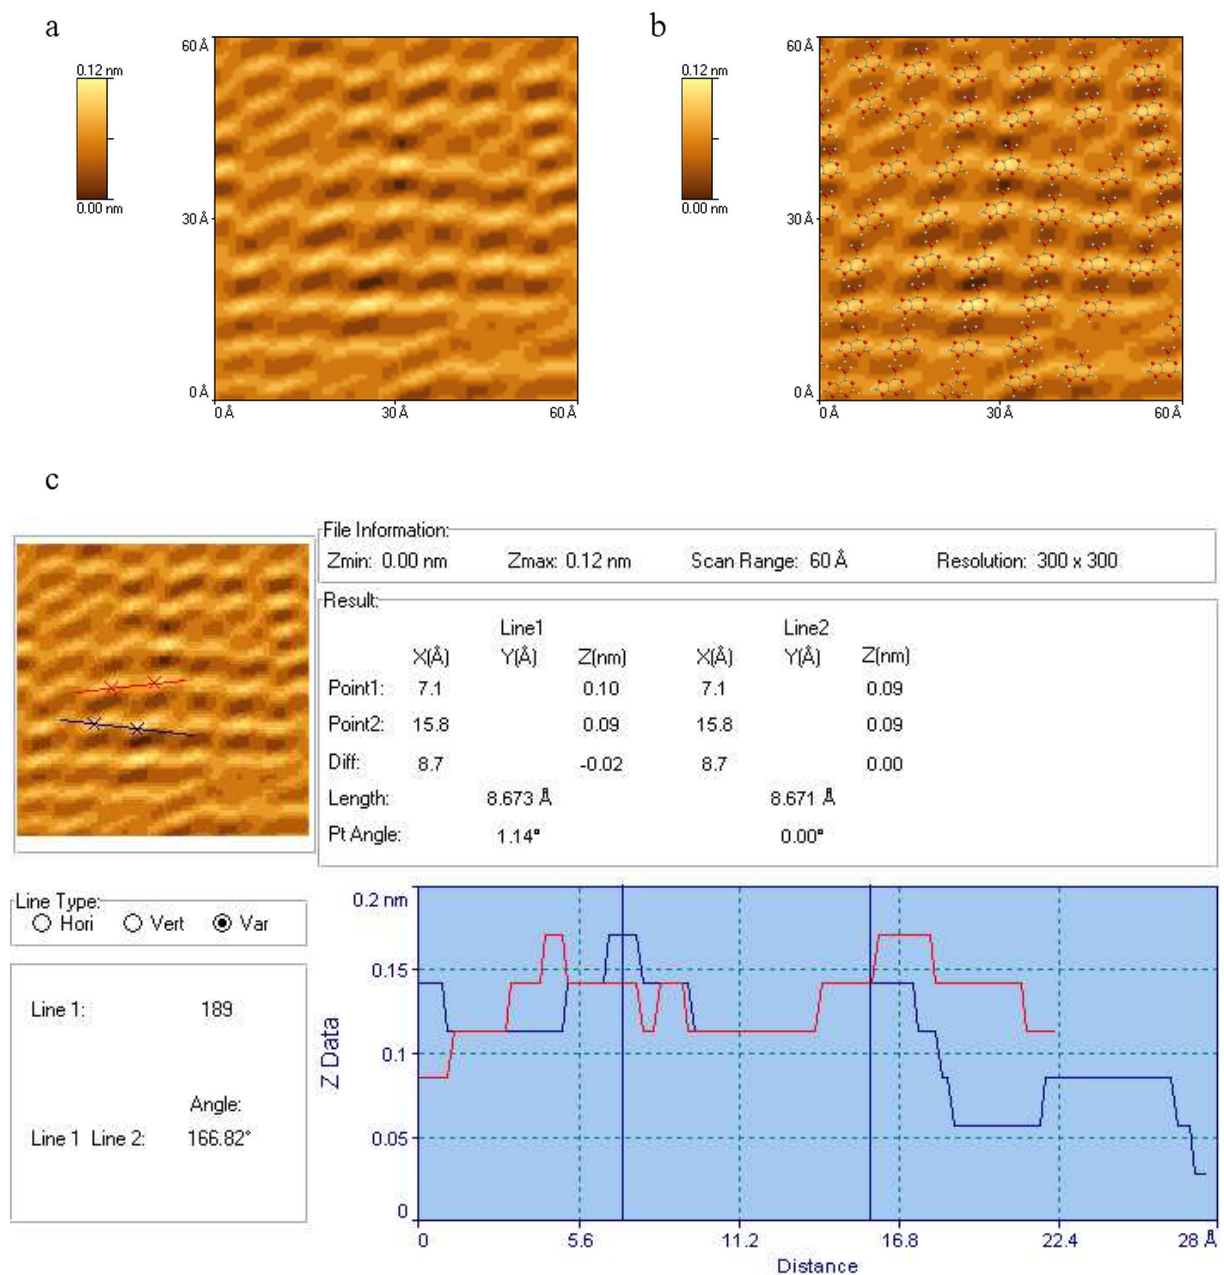 a
b
60 Å
0.12 nm
0.00 nm
30 Å
0 Å
0 Å
30 Å
60 Å
60 Å
0.12 nm
0.00 nm
30 Å
0 Å
0 Å
30 Å
60 Å
c
File Information:
Zmin: 0.00 nm Zmax: 0.12 nm Scan Range: 60 Å Resolution: 300 x 300
Result:
Line1 Line2
X(Å) Y(Å) Z(nm) X(Å) Y(Å) Z(nm)
Point1: 7.1 0.10 7.1 0.09
Point2: 15.8 0.09 15.8 0.09
Diff: 8.7 -0.02 8.7 0.00
Length: 8.673 Å 8.671 Å
Pt Angle: 1.14° 0.00°
Line Type:
Hori Vert Var
Line 1: 189
Angle:
Line 1 Line 2: 166.82°
0.2 nm
0.15
0.1
0.05
0
Z Data
0 5.6 11.2 16.8 22.4 28 Å
Distance